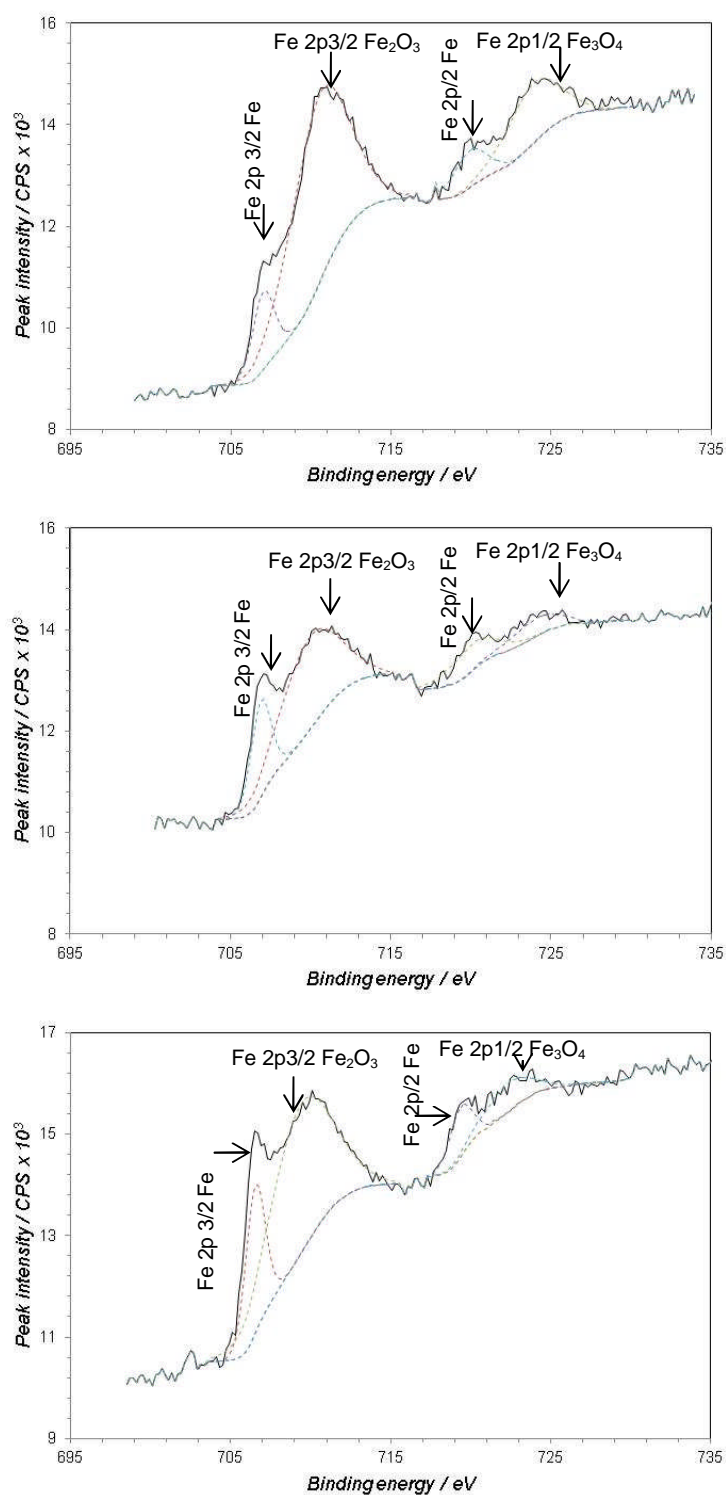 16
14
12
10
8
Peak intensity / CPS x 10³
Fe 2p 3/2 Fe
Fe 2p3/2 Fe₂O₃
Fe 2p/2 Fe
Fe 2p1/2 Fe₃O₄
695 705 715 725 735
Binding energy / eV
16
14
12
10
8
Peak intensity / CPS x 10³
Fe 2p 3/2 Fe
Fe 2p3/2 Fe₂O₃
Fe 2p/2 Fe
Fe 2p1/2 Fe₃O₄
695 705 715 725 735
Binding energy / eV
17
15
13
11
9
Peak intensity / CPS x 10³
Fe 2p 3/2 Fe
Fe 2p3/2 Fe₂O₃
Fe 2p/2 Fe
Fe 2p1/2 Fe₃O₄
695 705 715 725 735
Binding energy / eV